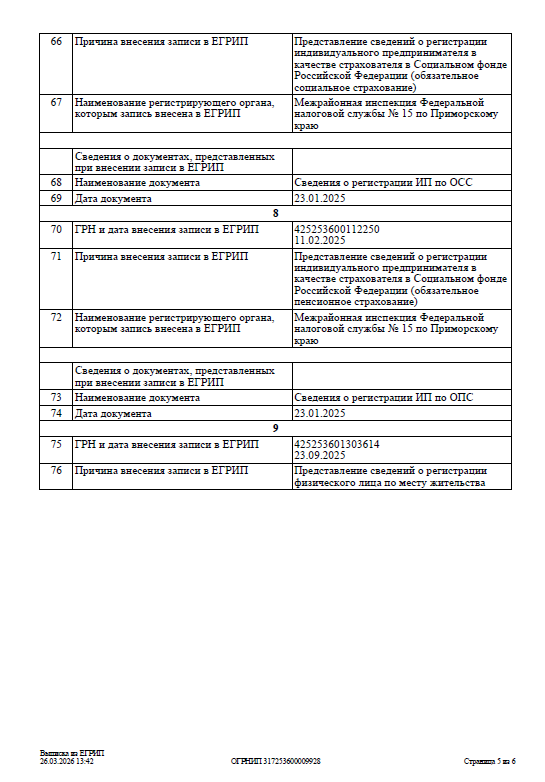 66 Причина внесения записи в ЕГРИП Представление сведений о регистрации
индивидуального предпринимателя в
качестве страхователя в Социальном фонде
Российской Федерации (обязательное
социальное страхование)
67 Наименование регистрирующего органа, Межрайонная инспекция Федеральной
которым запись внесена в ЕГРИП налоговой службы № 15 по Приморскому
краю
Сведения о документах, представленных
при внесении записи в ЕГРИП
68 Наименование документа Сведения о регистрации ИП по ОСС
69 Дата документа 23.01.2025
8
70 ГРН и дата внесения записи в ЕГРИП 425253600112250
11.02.2025
71 Причина внесения записи в ЕГРИП Представление сведений о регистрации
индивидуального предпринимателя в
качестве страхователя в Социальном фонде
Российской Федерации (обязательное
пенсионное страхование)
72 Наименование регистрирующего органа, Межрайонная инспекция Федеральной
которым запись внесена в ЕГРИП налоговой службы № 15 по Приморскому
краю
Сведения о документах, представленных
при внесении записи в ЕГРИП
73 Наименование документа Сведения о регистрации ИП по ОПС
74 Дата документа 23.01.2025
9
75 ГРН и дата внесения записи в ЕГРИП 425253601303614
23.09.2025
76 Причина внесения записи в ЕГРИП Представление сведений о регистрации
физического лица по месту жительства
Выписка из ЕГРИП
26.03.2026 13:42 ОГРНИП 317253600009928 Страница 5 из 6